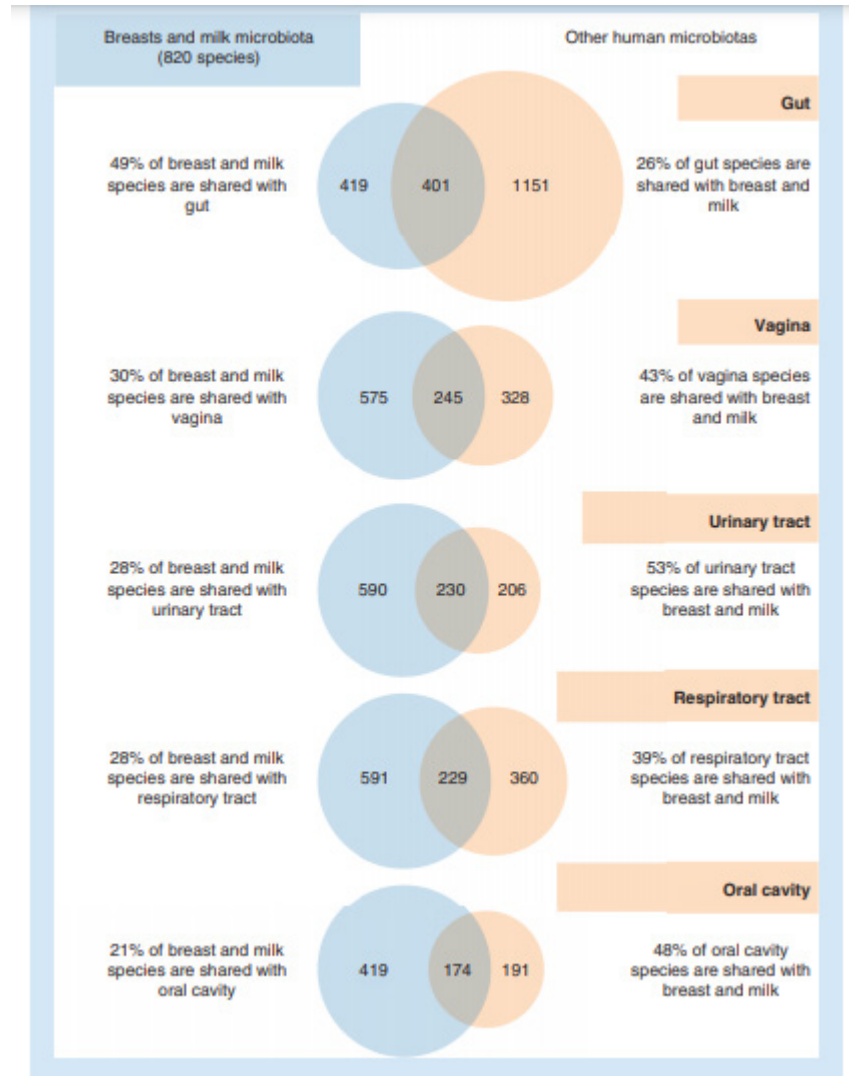 Breasts and milk microbiota
(820 species)
Other human microbiotas
Gut
49% of breast and milk
species are shared with
gut
419
401
1151
26% of gut species are
shared with breast and
milk
Vagina
30% of breast and milk
species are shared with
vagina
575
245
328
43% of vagina species
are shared with breast
and milk
Urinary tract
28% of breast and milk
species are shared with
urinary tract
590
230
206
53% of urinary tract
species are shared with
breast and milk
Respiratory tract
28% of breast and milk
species are shared with
respiratory tract
591
229
360
39% of respiratory tract
species are shared with
breast and milk
Oral cavity
21% of breast and milk
species are shared with
oral cavity
419
174
191
48% of oral cavity
species are shared with
breast and milk